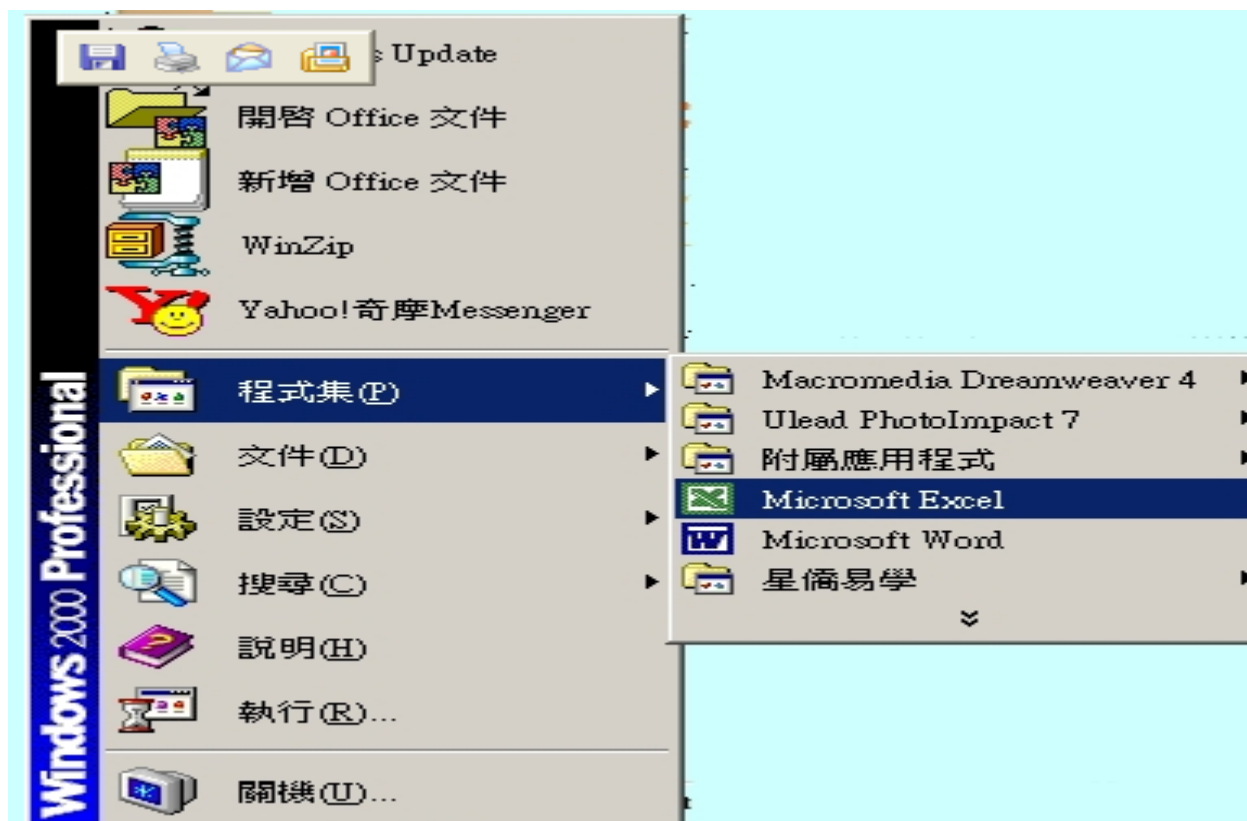 s Update
開啓 Office 文件
新增 Office 文件
WinZip
Yahoo!奇摩Messenger
程式集(P)
文件(D)
設定(S)
搜尋(C)
說明(H)
執行(R)...
關機(U)...
Windows 2000 Professional
Macromedia Dreamweaver 4
Ulead PhotoImpact 7
附屬應用程式
Microsoft Excel
Microsoft Word
星僑易學